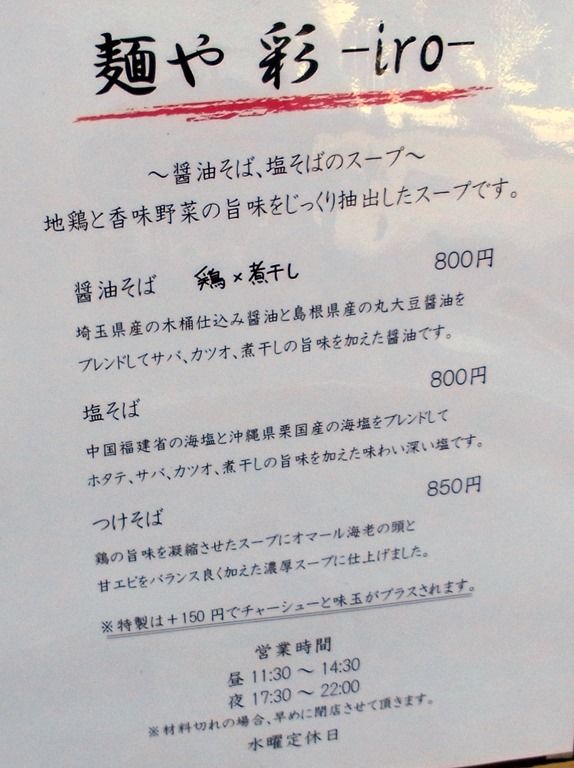 麺や 彩 -iro-
～醤油そば、塩そばのスープ～
地鶏と香味野菜の旨味をじっくり抽出したスープです。
醤油そば 鶏×煮干し 800円
埼玉県産の木桶仕込み醤油と島根県産の丸大豆醤油を
ブレンドしてサバ、カツオ、煮干しの旨味を加えた醤油です。
塩そば 800円
中国福建省の海塩と沖縄県粟国産の海塩をブレンドして
ホタテ、サバ、カツオ、煮干しの旨味を加えた味わい深い塩です。
つけそば 850円
鶏の旨味を凝縮させたスープにオマール海老の頭と
甘エビをバランス良く加えた濃厚スープに仕上げました。
※特製は＋150円でチャーシューと味玉がプラスされます。
営業時間
昼 11:30 ～ 14:30
夜 17:30 ～ 22:00
※材料切れの場合、早めに閉店させて頂きます。
水曜定休日